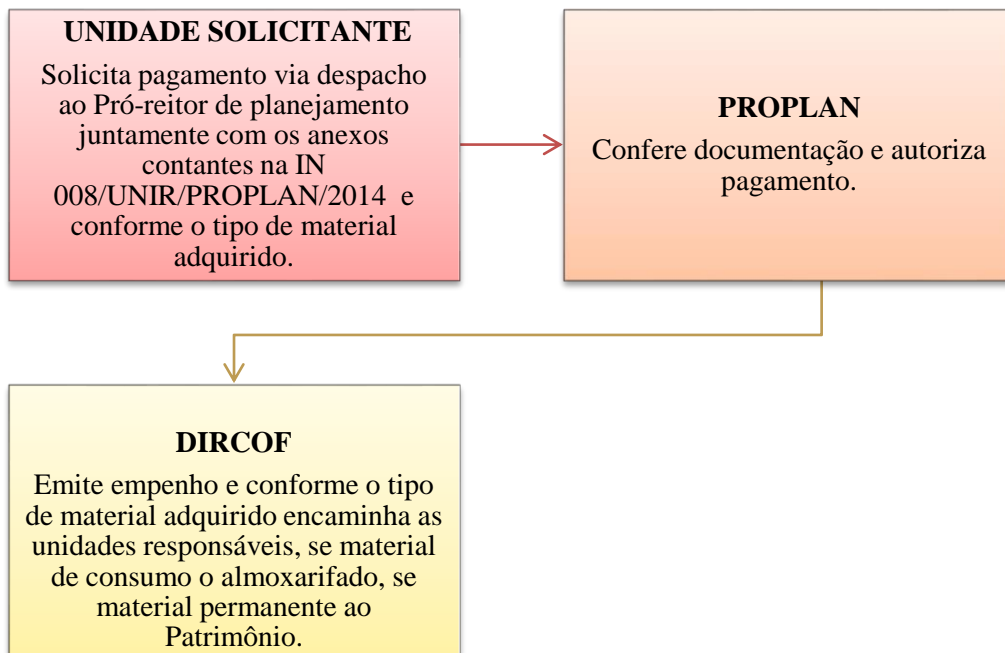 UNIDADE SOLICITANTE
Solicita pagamento via despacho
ao Pró-reitor de planejamento
juntamente com os anexos
contantes na IN
008/UNIR/PROPLAN/2014 e
conforme o tipo de material
adquirido.
PROPLAN
Confere documentação e autoriza
pagamento.
DIRCOF
Emite empenho e conforme o tipo
de material adquirido encaminha as
unidades responsáveis, se material
de consumo o almoxarifado, se
material permanente ao
Patrimônio.